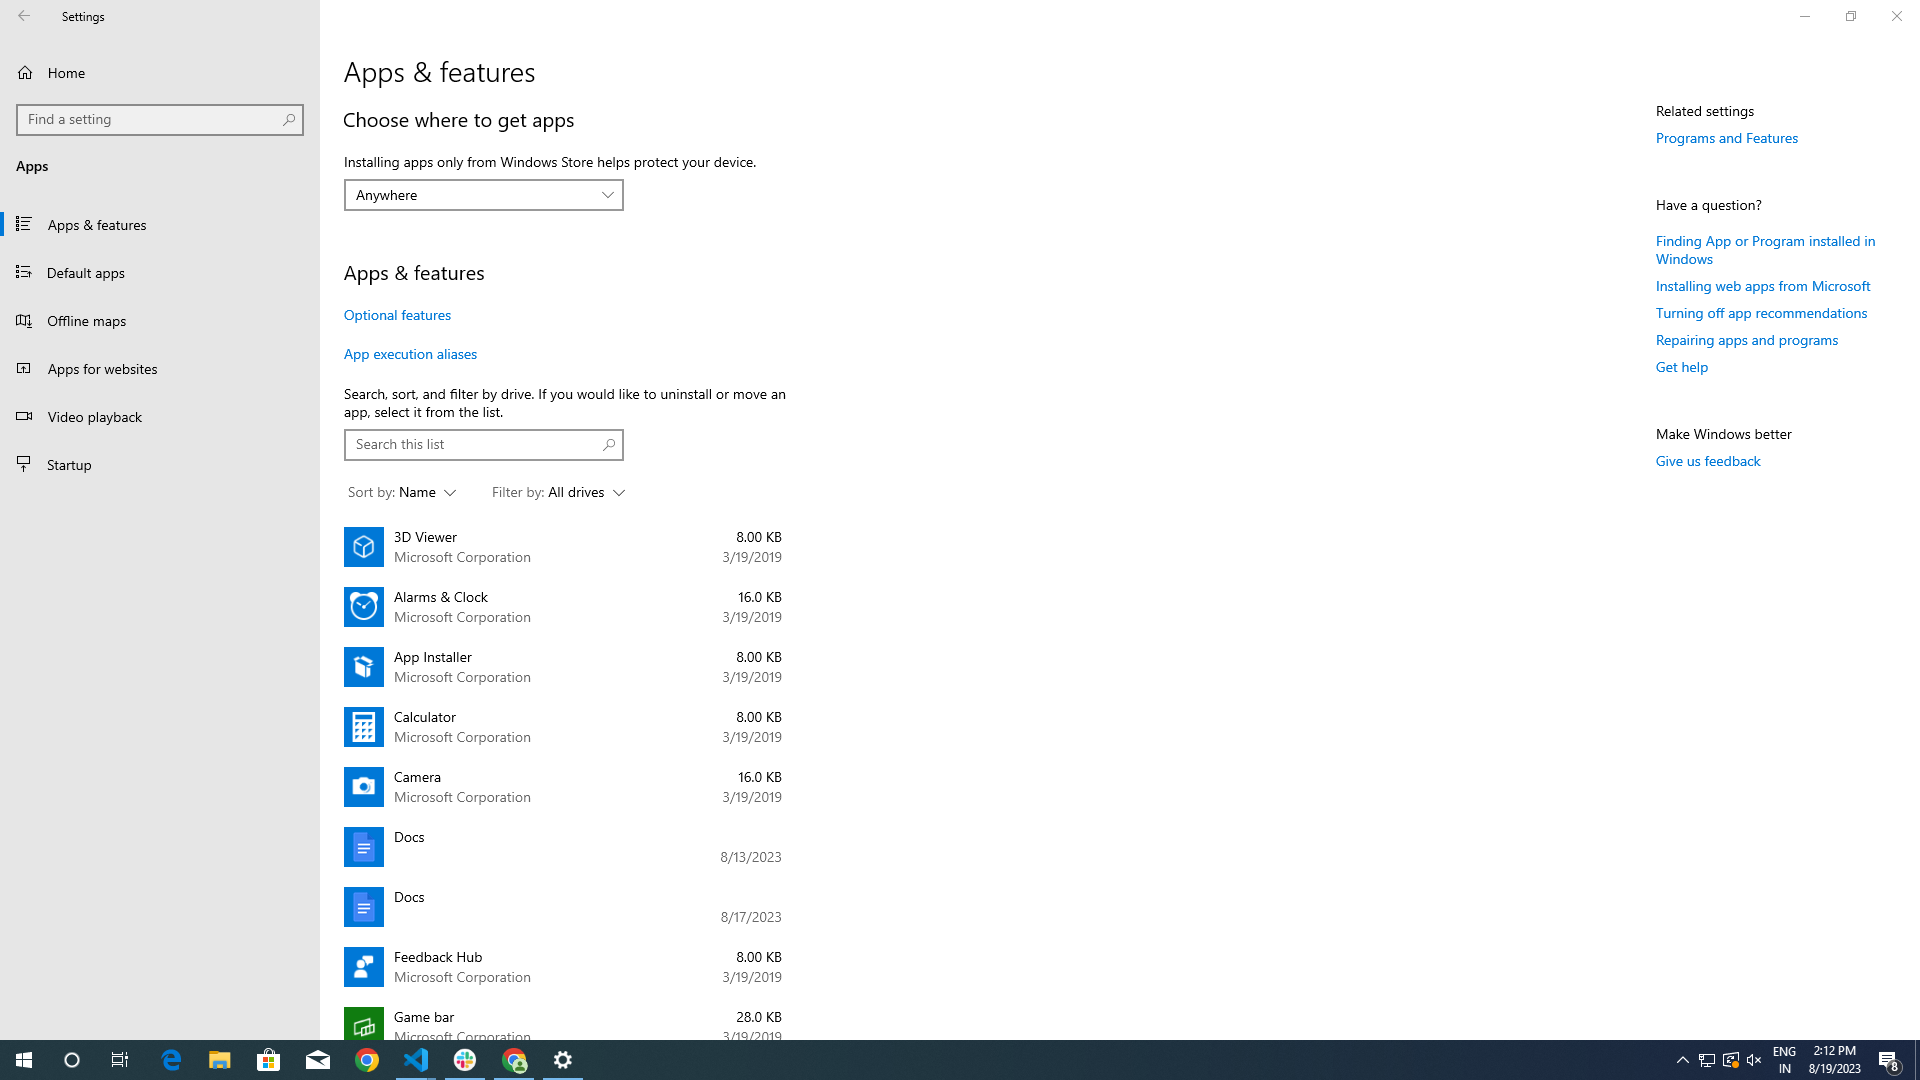 Settings
Home
Find a setting
Apps
Apps & features
Default apps
Offline maps
Apps for websites
Video playback
Startup
Apps & features
Choose where to get apps
Installing apps only from Windows Store helps protect your device.
Anywhere
Apps & features
Optional features
App execution aliases
Search, sort, and filter by drive. If you would like to uninstall or move an
app, select it from the list.
Search this list
Sort by: Name Filter by: All drives
3D Viewer 8.00 KB
Microsoft Corporation 3/19/2019
Alarms & Clock 16.0 KB
Microsoft Corporation 3/19/2019
App Installer 8.00 KB
Microsoft Corporation 3/19/2019
Calculator 8.00 KB
Microsoft Corporation 3/19/2019
Camera 16.0 KB
Microsoft Corporation 3/19/2019
Docs
8/13/2023
Docs
8/17/2023
Feedback Hub 8.00 KB
Microsoft Corporation 3/19/2019
Game bar 28.0 KB
Microsoft Corporation 3/19/2019
Related settings
Programs and Features
Have a question?
Finding App or Program installed in
Windows
Installing web apps from Microsoft
Turning off app recommendations
Repairing apps and programs
Get help
Make Windows better
Give us feedback
ENG 2:12 PM
IN 8/19/2023
8